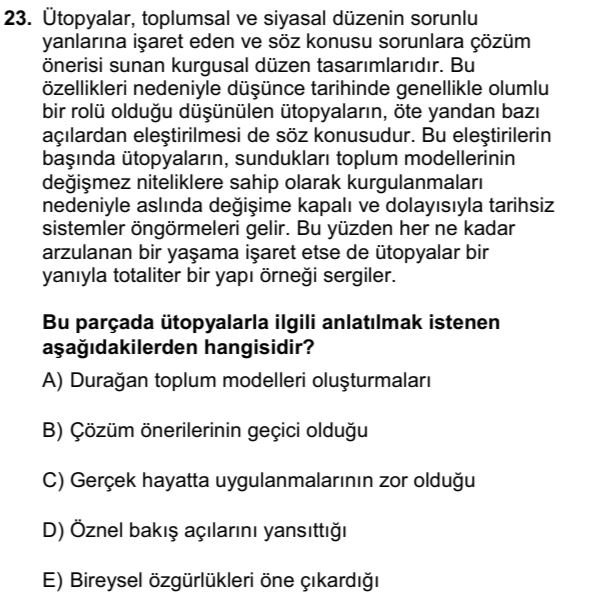 23. Ütopyalar, toplumsal ve siyasal düzenin sorunlu
yanlarına işaret eden ve söz konusu sorunlara çözüm
önerisi sunan kurgusal düzen tasarımlarıdır. Bu
özellikleri nedeniyle düşünce tarihinde genellikle olumlu
bir rolü olduğu düşünülen ütopyaların, öte yandan bazı
açılardan eleştirilmesi de söz konusudur. Bu eleştirilerin
başında ütopyaların, sundukları toplum modellerinin
değişmez niteliklere sahip olarak kurgulanmaları
nedeniyle aslında değişime kapalı ve dolayısıyla tarihsiz
sistemler öngörmeleri gelir. Bu yüzden her ne kadar
arzulanan bir yaşama işaret etse de ütopyalar bir
yanıyla totaliter bir yapı örneği sergiler.
Bu parçada ütopyalarla ilgili anlatılmak istenen
aşağıdakilerden hangisidir?
A) Durağan toplum modelleri oluşturmaları
B) Çözüm önerilerinin geçici olduğu
C) Gerçek hayatta uygulanmalarının zor olduğu
D) Öznel bakış açılarını yansıttığı
E) Bireysel özgürlükleri öne çıkardığı